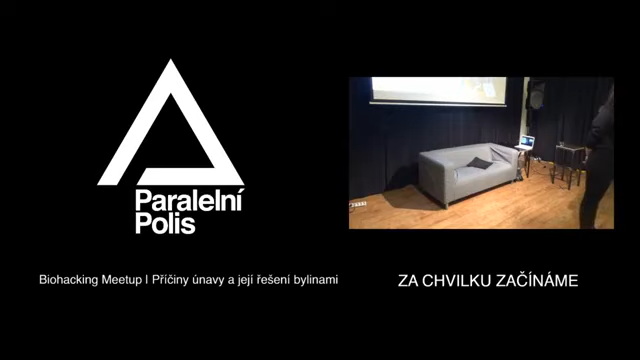 Paralelní
Polis
Biohacking Meetup | Příčiny únavy a její řešení bylinami
ZA CHVILKU ZAČÍNÁME